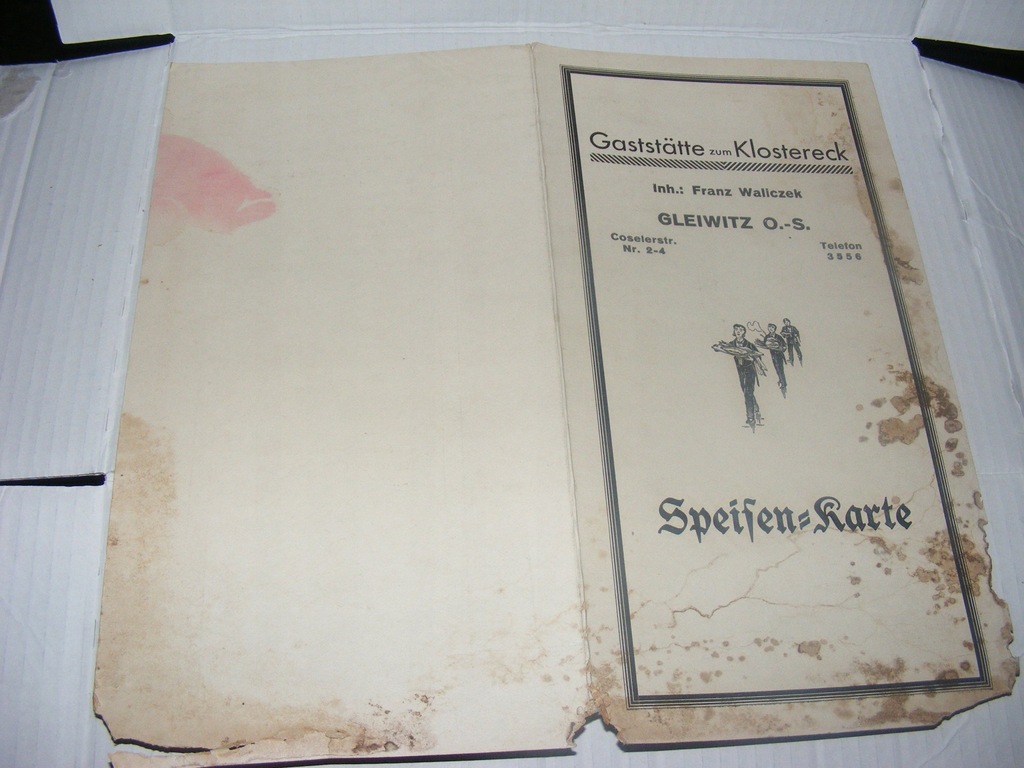 Gaststätte zum Klostereck
Inh.: Franz Waliczek
GLEIWITZ O.-S.
Coselerstr.
Nr. 2-4
Telefon
3556
Speiſen-Karte